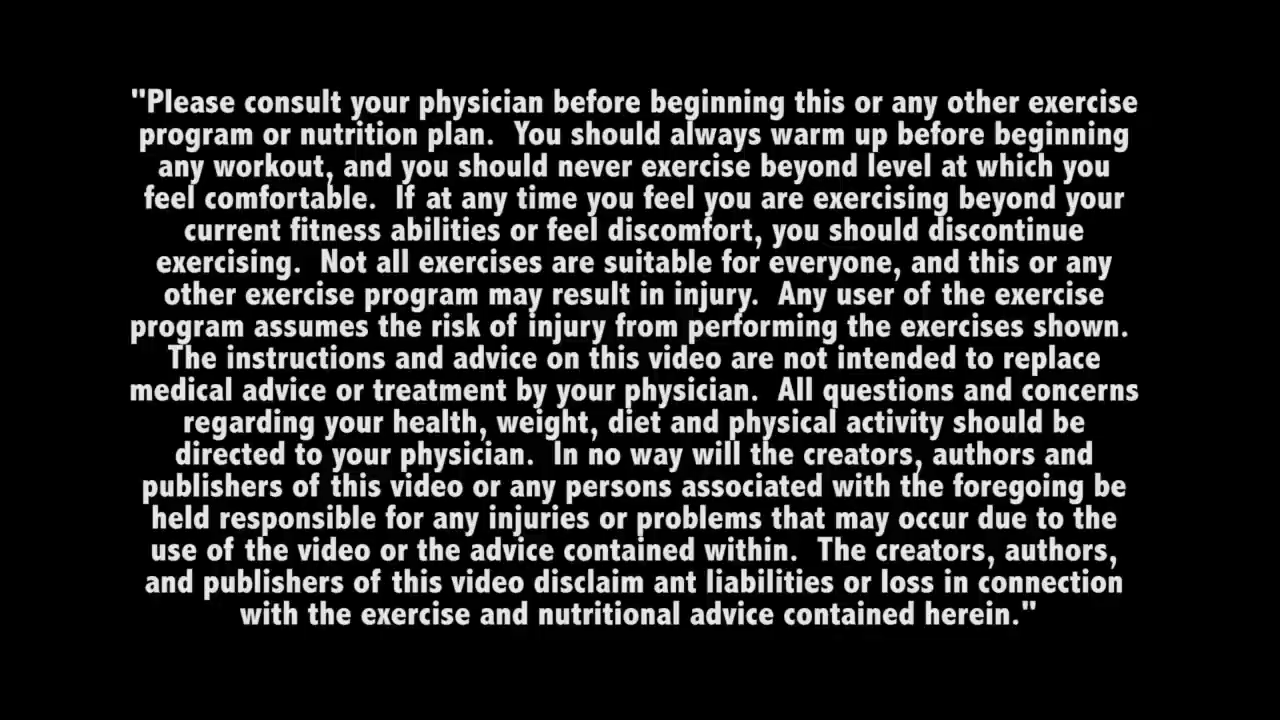 "Please consult your physician before beginning this or any other exercise
program or nutrition plan.  You should always warm up before beginning
any workout, and you should never exercise beyond level at which you
feel comfortable.  If at any time you feel you are exercising beyond your
current fitness abilities or feel discomfort, you should discontinue
exercising.  Not all exercises are suitable for everyone, and this or any
other exercise program may result in injury.  Any user of the exercise
program assumes the risk of injury from performing the exercises shown.
The instructions and advice on this video are not intended to replace
medical advice or treatment by your physician.  All questions and concerns
regarding your health, weight, diet and physical activity should be
directed to your physician.  In no way will the creators, authors and
publishers of this video or any persons associated with the foregoing be
held responsible for any injuries or problems that may occur due to the
use of the video or the advice contained within.  The creators, authors,
and publishers of this video disclaim ant liabilities or loss in connection
with the exercise and nutritional advice contained herein."